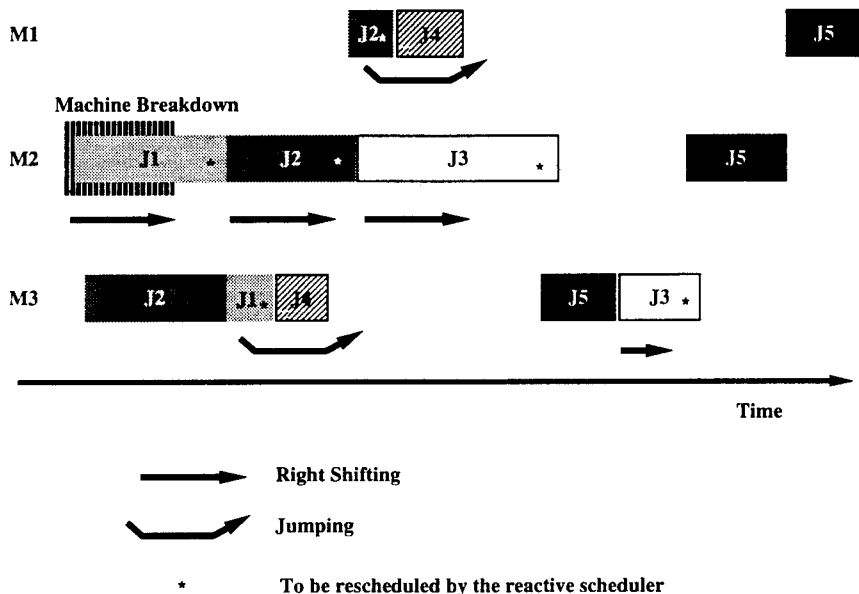 M1 J2* J4 J5
Machine Breakdown
M2 J1 * J2 * J3 * J5
M3 J2 J1* J4 J5 J3 *
Time
Right Shifting
Jumping
* To be rescheduled by the reactive scheduler